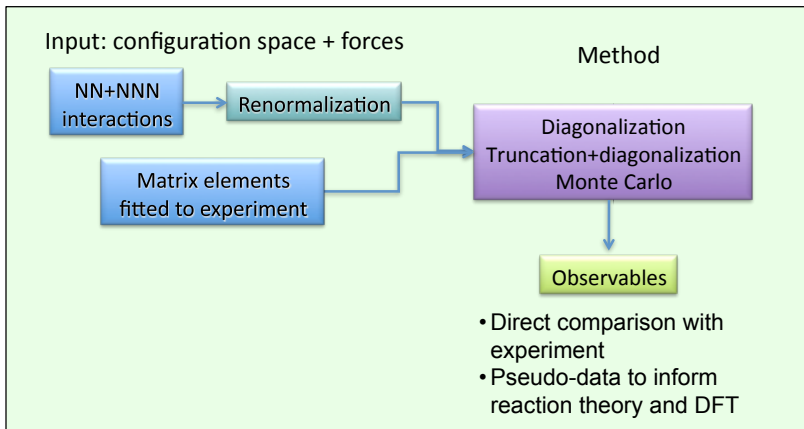 Input: configuration space + forces
Method
NN+NNN
interactions
Renormalization
Matrix elements
fitted to experiment
Diagonalization
Truncation+diagonalization
Monte Carlo
Observables
• Direct comparison with
experiment
• Pseudo-data to inform
reaction theory and DFT